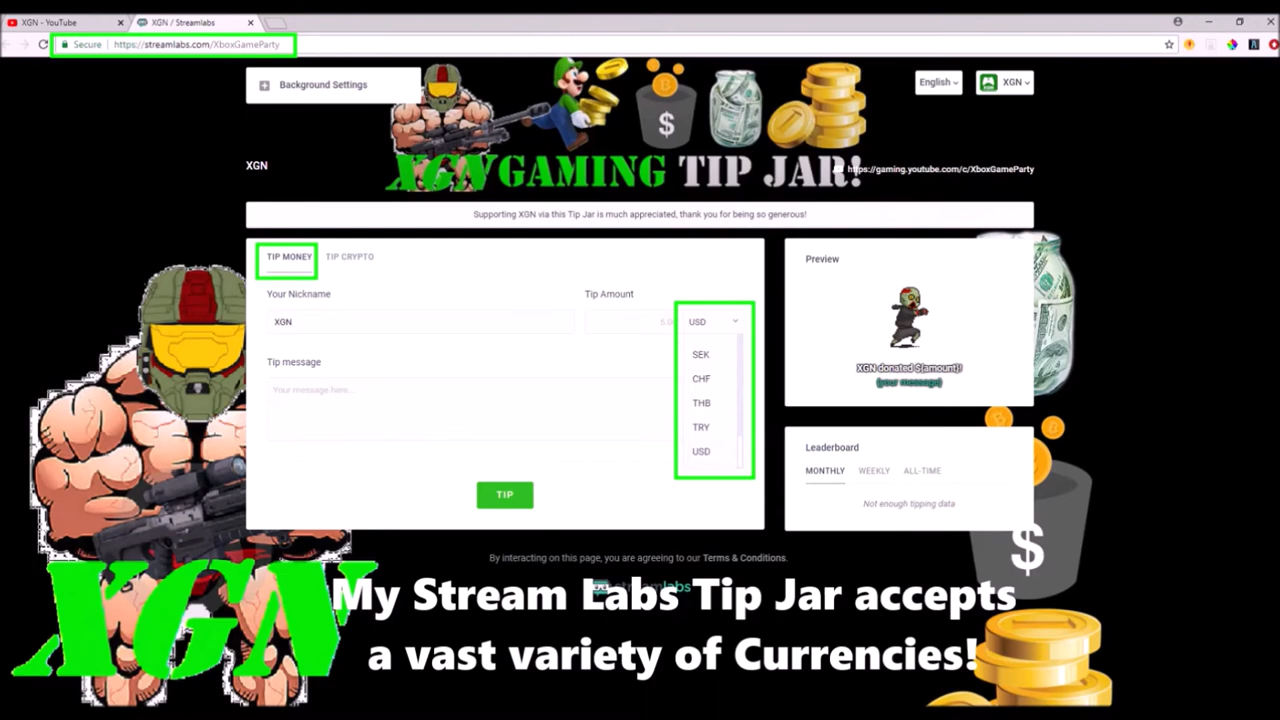 XGN - YouTube
XGN / Streamlabs
Secure
https://streamlabs.com/XboxGameParty
Background Settings
English
XGN
$
XGN
XGN GAMING TIP JAR!
https://gaming.youtube.com/c/XboxGameParty
Supporting XGN via this Tip Jar is much appreciated, thank you for being so generous!
TIP MONEY
TIP CRYPTO
Your Nickname
Tip Amount
XGN
5.0
USD
SEK
CHF
THB
TRY
USD
Tip message
Your message here...
TIP
Preview
XGN donated ${amount}!
{your message}
Leaderboard
MONTHLY
WEEKLY
ALL-TIME
Not enough tipping data
$
By interacting on this page, you are agreeing to our Terms & Conditions.
streamlabs
XGN
My Stream Labs Tip Jar accepts
a vast variety of Currencies!